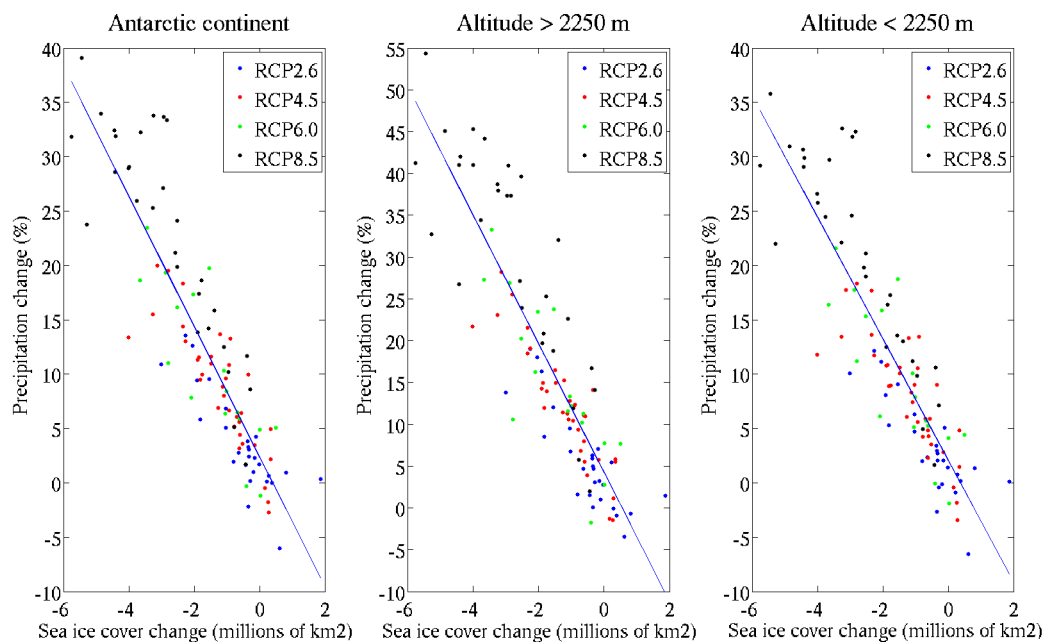 Antarctic continent
Altitude > 2250 m
Altitude < 2250 m
Precipitation change (%)
40
35
30
25
20
15
10
5
0
-5
-10
-6
-4
-2
0
2
Sea ice cover change (millions of km2)
RCP2.6
RCP4.5
RCP6.0
RCP8.5
Precipitation change (%)
55
50
45
40
35
30
25
20
15
10
5
0
-5
-10
-6
-4
-2
0
2
Sea ice cover change (millions of km2)
RCP2.6
RCP4.5
RCP6.0
RCP8.5
Precipitation change (%)
40
35
30
25
20
15
10
5
0
-5
-10
-6
-4
-2
0
2
Sea ice cover change (millions of km2)
RCP2.6
RCP4.5
RCP6.0
RCP8.5